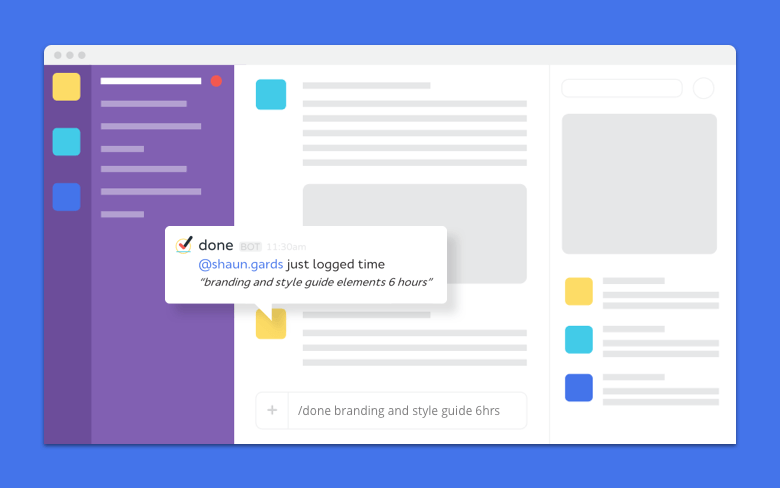 done BOT 11:30am
@shaun.gards just logged time
“branding and style guide elements 6 hours”
/done branding and style guide 6hrs